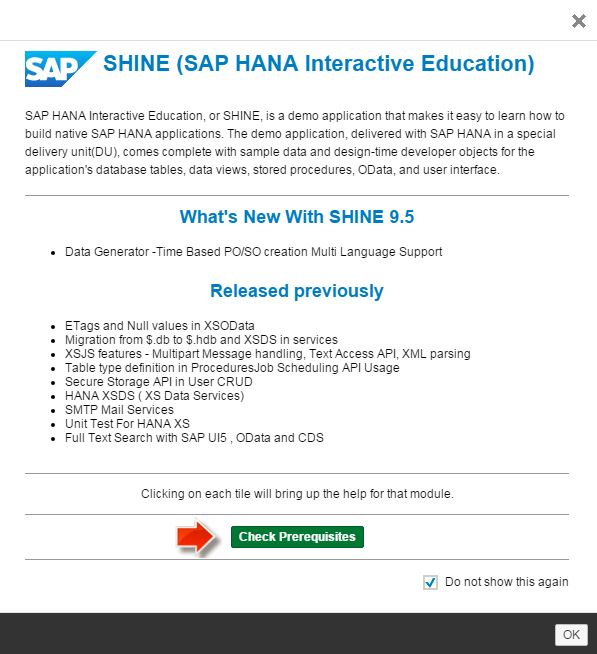 SAP SHINE (SAP HANA Interactive Education)
SAP HANA Interactive Education, or SHINE, is a demo application that makes it easy to learn how to
build native SAP HANA applications. The demo application, delivered with SAP HANA in a special
delivery unit(DU), comes complete with sample data and design-time developer objects for the
application's database tables, data views, stored procedures, OData, and user interface.
What's New With SHINE 9.5
• Data Generator -Time Based PO/SO creation Multi Language Support
Released previously
• ETags and Null values in XSOData
• Migration from $.db to $.hdb and XSDS in services
• XSJS features - Multipart Message handling, Text Access API, XML parsing
• Table type definition in ProceduresJob Scheduling API Usage
• Secure Storage API in User CRUD
• HANA XSDS ( XS Data Services)
• SMTP Mail Services
• Unit Test For HANA XS
• Full Text Search with SAP UI5 , OData and CDS
Clicking on each tile will bring up the help for that module.
Check Prerequisites
Do not show this again
OK